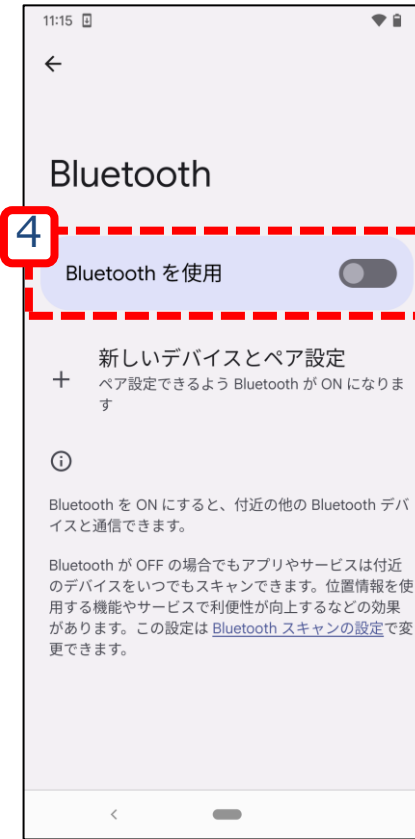 11:15
Bluetooth
4
Bluetooth を使用
新しいデバイスとペア設定
ペア設定できるよう Bluetooth が ON になりま
す
Bluetooth を ON にすると、付近の他の Bluetooth デバ
イスと通信できます。
Bluetooth が OFF の場合でもアプリやサービスは付近
のデバイスをいつでもスキャンできます。位置情報を使
用する機能やサービスで利便性が向上するなどの効果
があります。この設定は Bluetooth スキャンの設定で変
更できます。